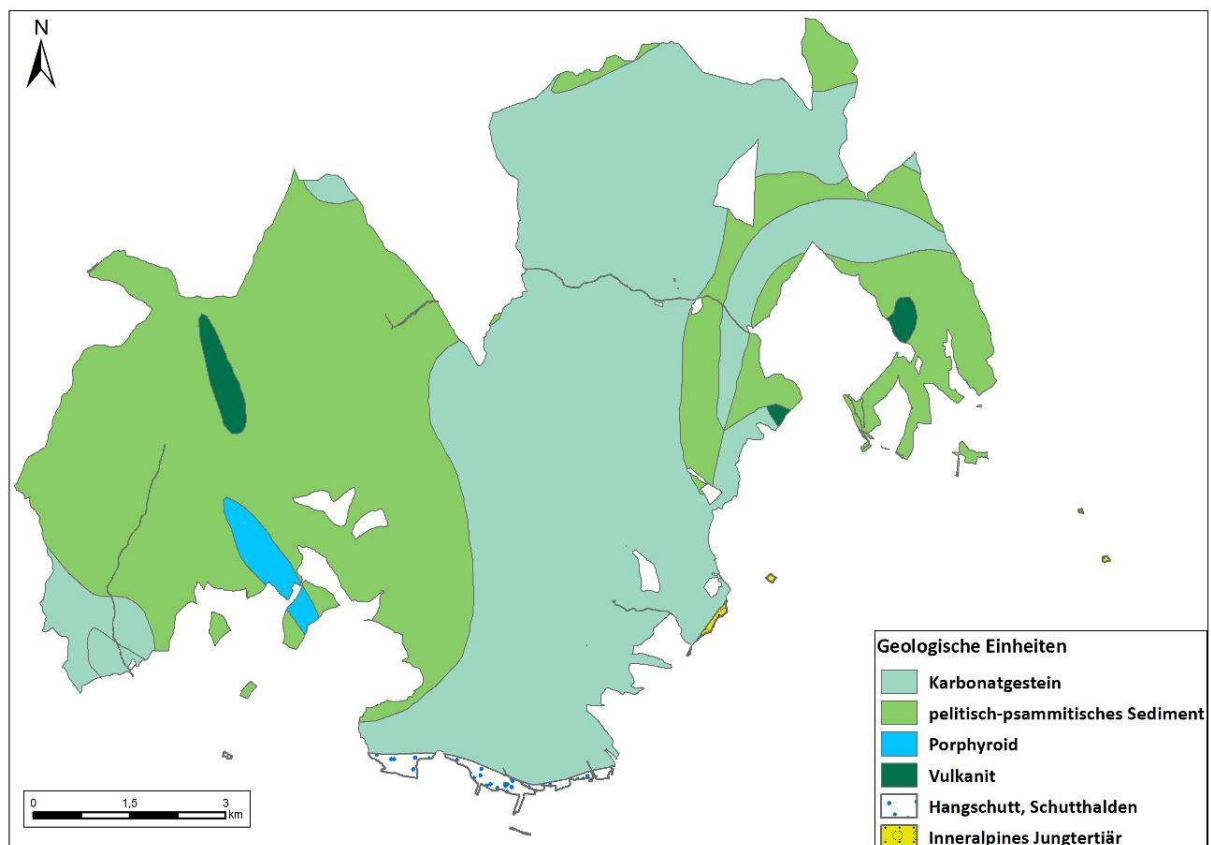 N
Geologische Einheiten
Karbonatgestein
pelitisch-psammitisches Sediment
Porphyroid
Vulkanit
Hangschutt, Schutthalden
Inneralpines Jungtertiär
0 1,5 3
km